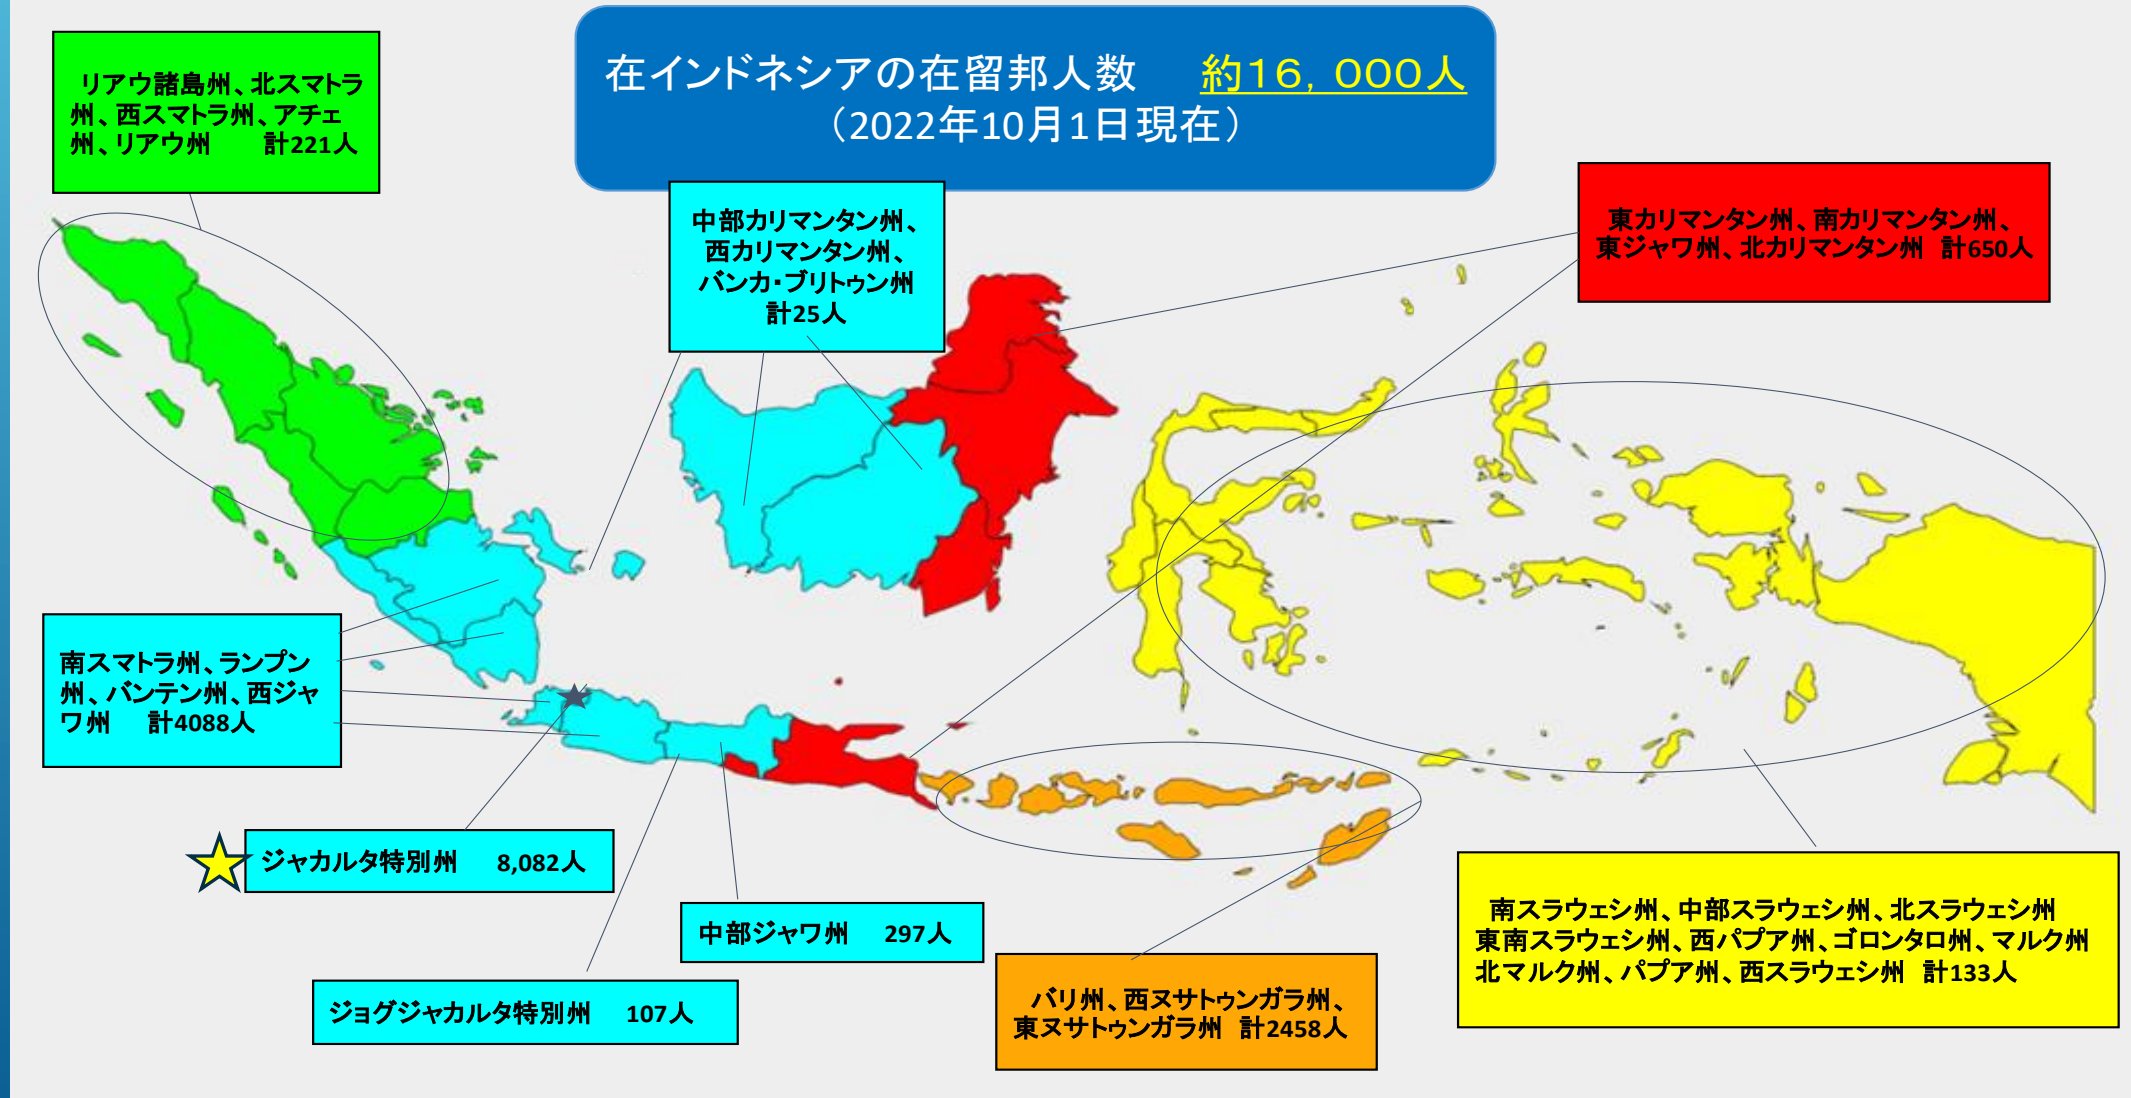 在インドネシアの在留邦人数　約16,000人
（2022年10月1日現在）
リアウ諸島州、北スマトラ
州、西スマトラ州、アチェ
州、リアウ州　計221人
中部カリマンタン州、
西カリマンタン州、
バンカ・ブリトゥン州
計25人
東カリマンタン州、南カリマンタン州、
東ジャワ州、北カリマンタン州　計650人
南スマトラ州、ランプン
州、バンテン州、西ジャ
ワ州　計4088人
ジャカルタ特別州　8,082人
中部ジャワ州　297人
ジョグジャカルタ特別州　107人
バリ州、西ヌサトゥンガラ州、
東ヌサトゥンガラ州　計2458人
南スラウェシ州、中部スラウェシ州、北スラウェシ州
東南スラウェシ州、西パプア州、ゴロンタロ州、マルク州
北マルク州、パプア州、西スラウェシ州　計133人